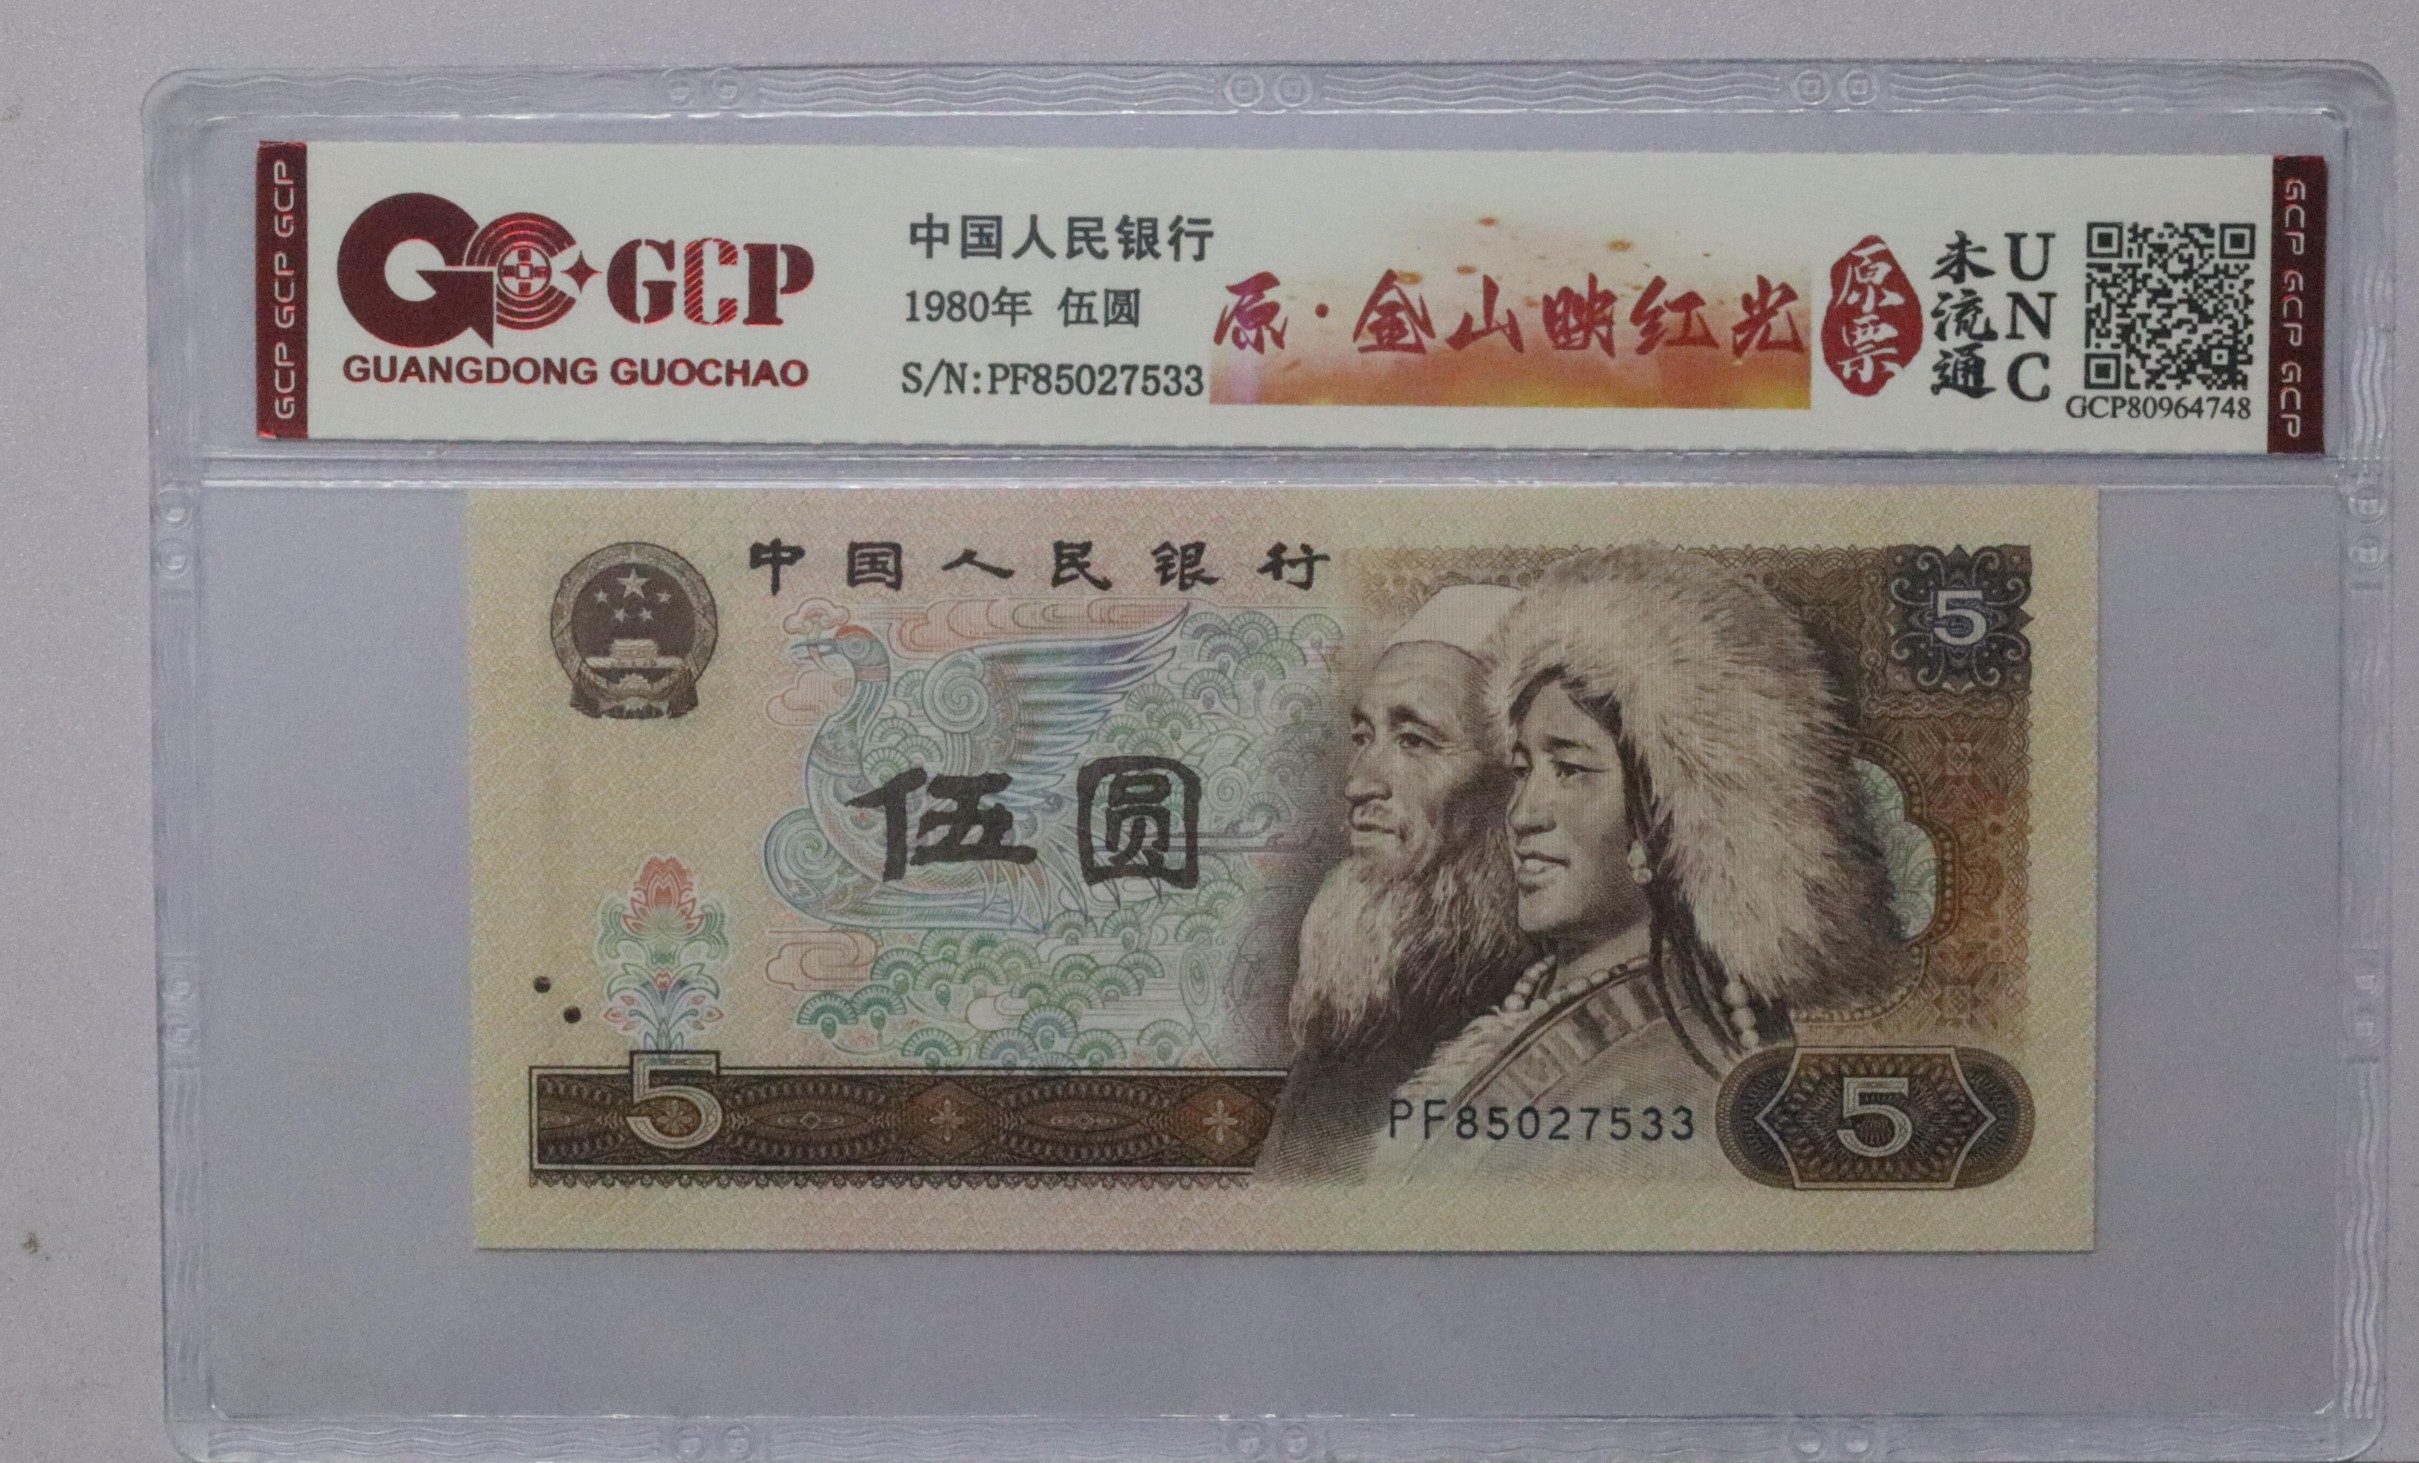 GCP GCP GCP
GCP
GUANGDONG GUOCHAO
中国人民银行
1980年 伍圆
S/N:PF85027533
原·金山映红光
原票
未流通
UNC
GCP80964748
GCP GCP GCP
中国人民银行
5
伍圆
5
PF85027533
5